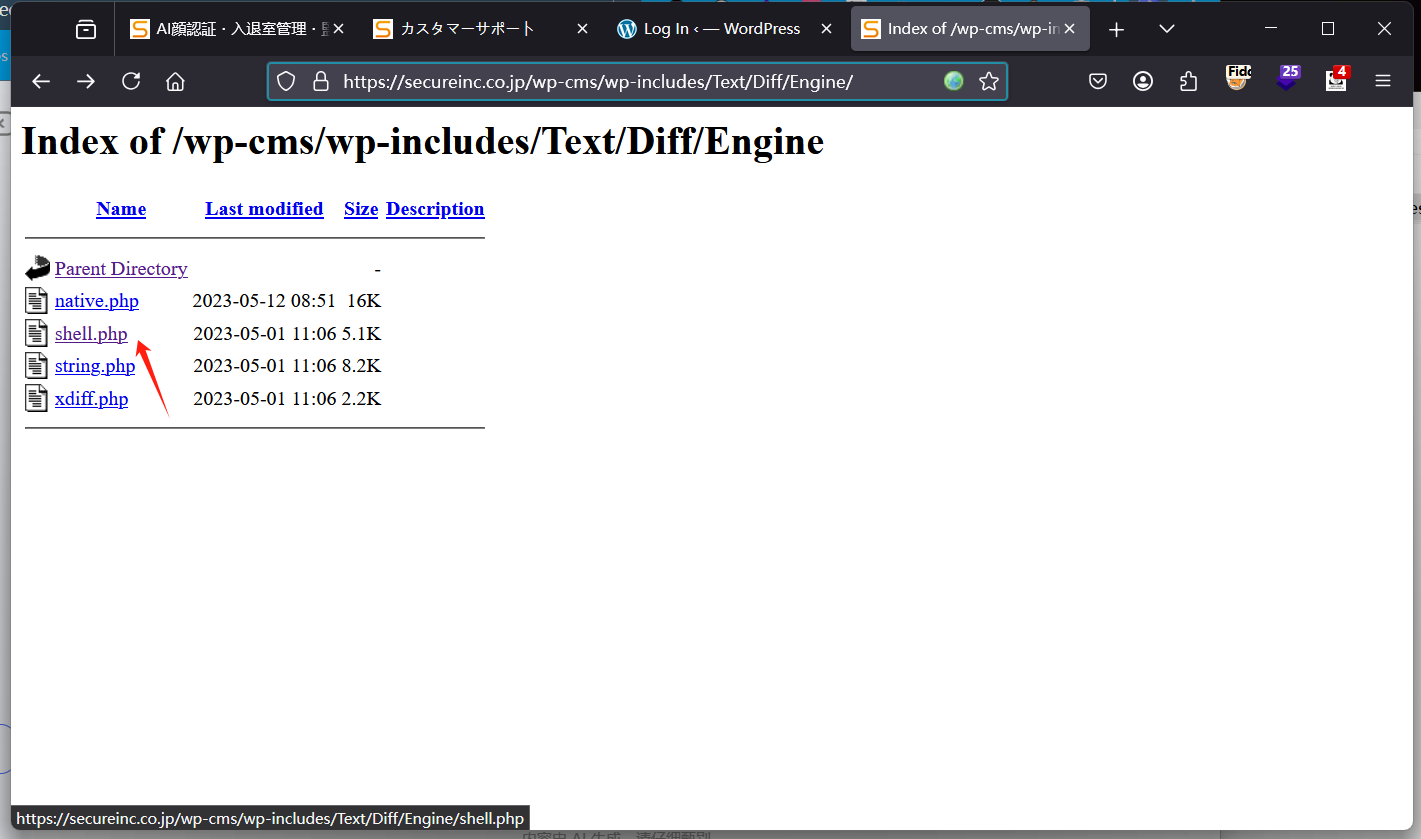 AI顔認証・入退室管理・
カスタマーサポート
Log In ‹ — WordPress
Index of /wp-cms/wp-in
https://secureinc.co.jp/wp-cms/wp-includes/Text/Diff/Engine/
25
4
Index of /wp-cms/wp-includes/Text/Diff/Engine
Name Last modified Size Description
Parent Directory -
native.php 2023-05-12 08:51 16K
shell.php 2023-05-01 11:06 5.1K
string.php 2023-05-01 11:06 8.2K
xdiff.php 2023-05-01 11:06 2.2K
https://secureinc.co.jp/wp-cms/wp-includes/Text/Diff/Engine/shell.php